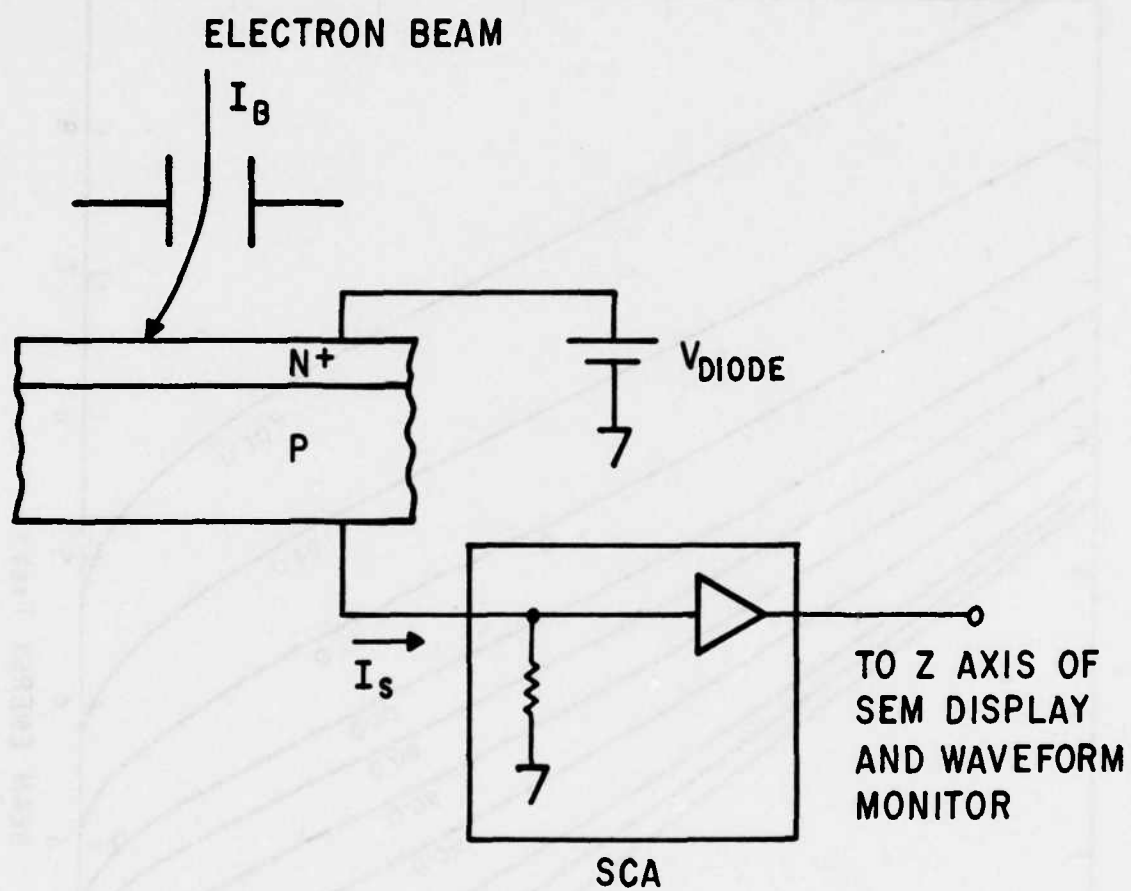 ELECTRON BEAM
I_B
N+
V_DIODE
P
I_S
TO Z AXIS OF
SEM DISPLAY
AND WAVEFORM
MONITOR
SCA